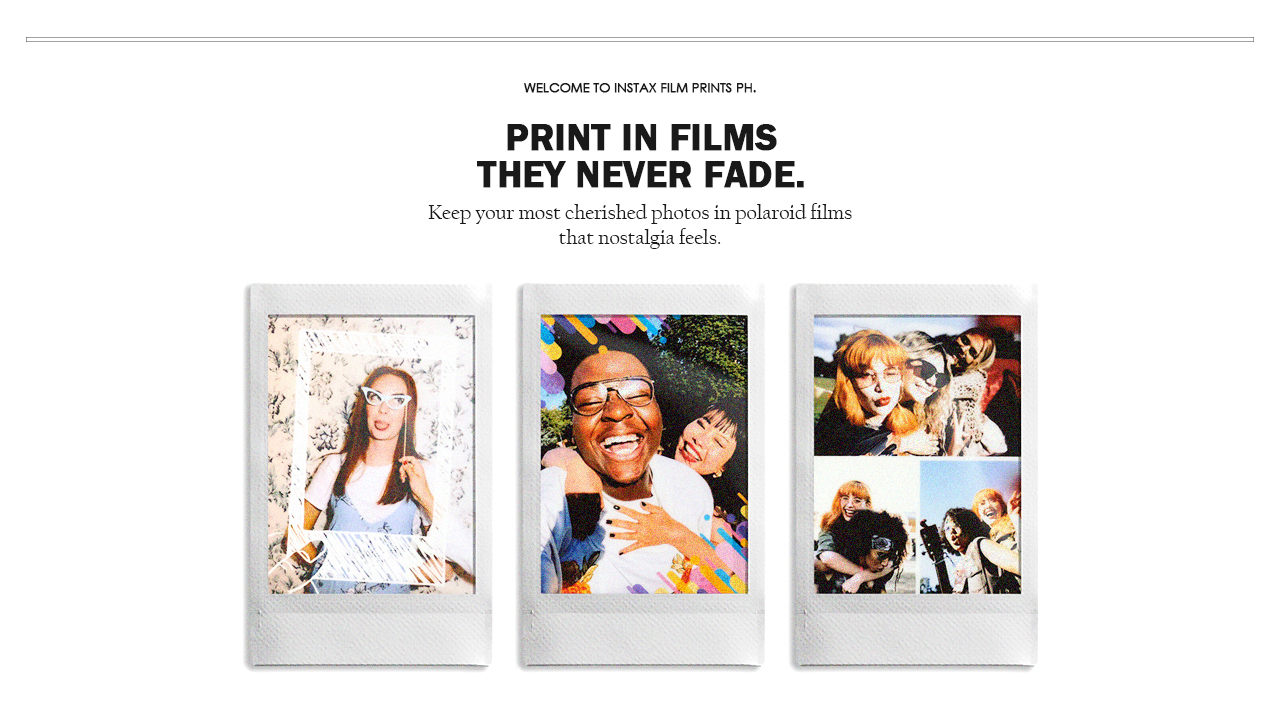 WELCOME TO INSTAX FILM PRINTS PH.
PRINT IN FILMS
THEY NEVER FADE.
Keep your most cherished photos in polaroid films
that nostalgia feels.